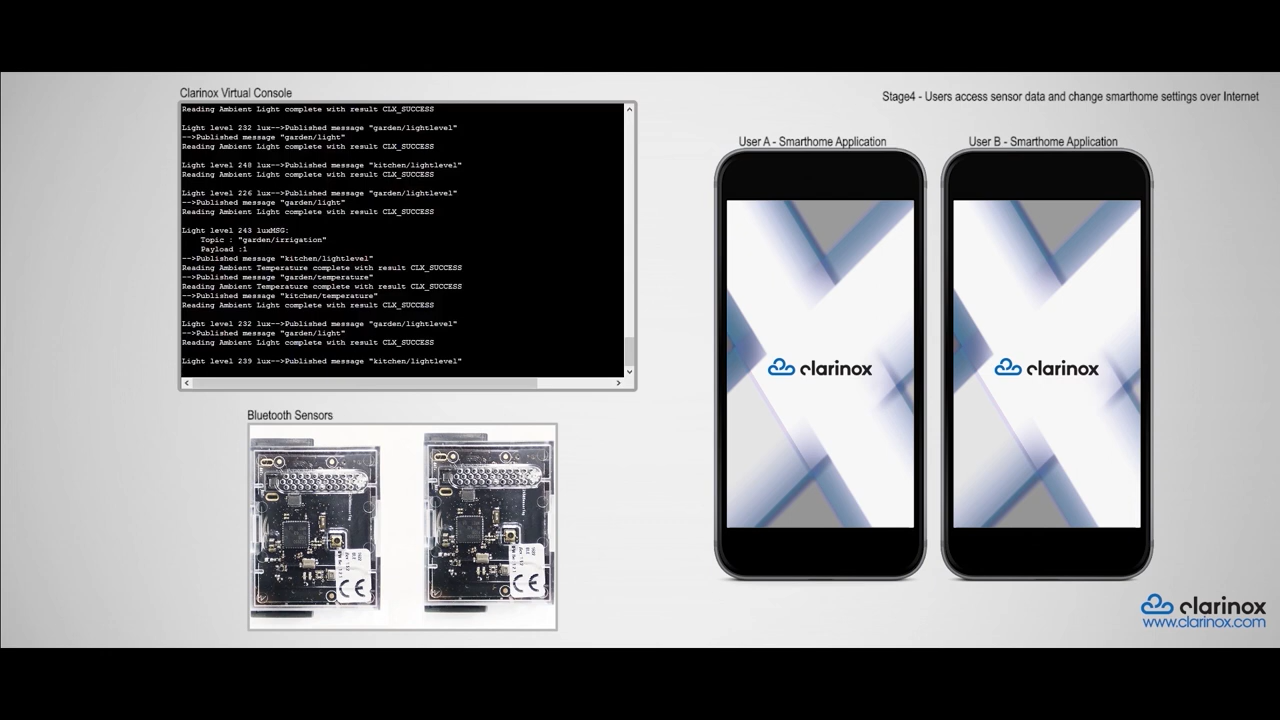 Clarinox Virtual Console
Reading Ambient Light complete with result CLX_SUCCESS
Light level 232 lux-->Published message "garden/lightlevel"
-->Published message "garden/light"
Reading Ambient Light complete with result CLX_SUCCESS
Light level 248 lux-->Published message "kitchen/lightlevel"
Reading Ambient Light complete with result CLX_SUCCESS
Light level 226 lux-->Published message "garden/lightlevel"
-->Published message "garden/light"
Reading Ambient Light complete with result CLX_SUCCESS
Light level 243 luxMSG:
Topic : "garden/irrigation"
Payload :1
-->Published message "kitchen/lightlevel"
Reading Ambient Temperature complete with result CLX_SUCCESS
-->Published message "garden/temperature"
Reading Ambient Temperature complete with result CLX_SUCCESS
-->Published message "kitchen/temperature"
Reading Ambient Light complete with result CLX_SUCCESS
Light level 232 lux-->Published message "garden/lightlevel"
-->Published message "garden/light"
Reading Ambient Light complete with result CLX_SUCCESS
Light level 239 lux-->Published message "kitchen/lightlevel"
Bluetooth Sensors
CE
CE
Stage4 - Users access sensor data and change smarthome settings over Internet
User A - Smarthome Application
User B - Smarthome Application
clarinox
clarinox
clarinox
www.clarinox.com